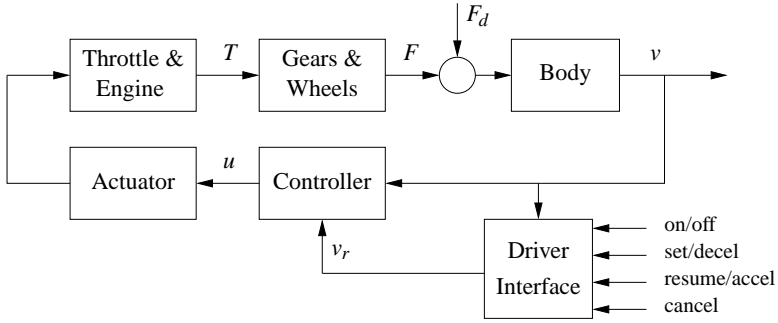 F_d
Throttle &
Engine
T
Gears &
Wheels
F
Body
v
Actuator
u
Controller
v_r
Driver
Interface
on/off
set/decel
resume/accel
cancel